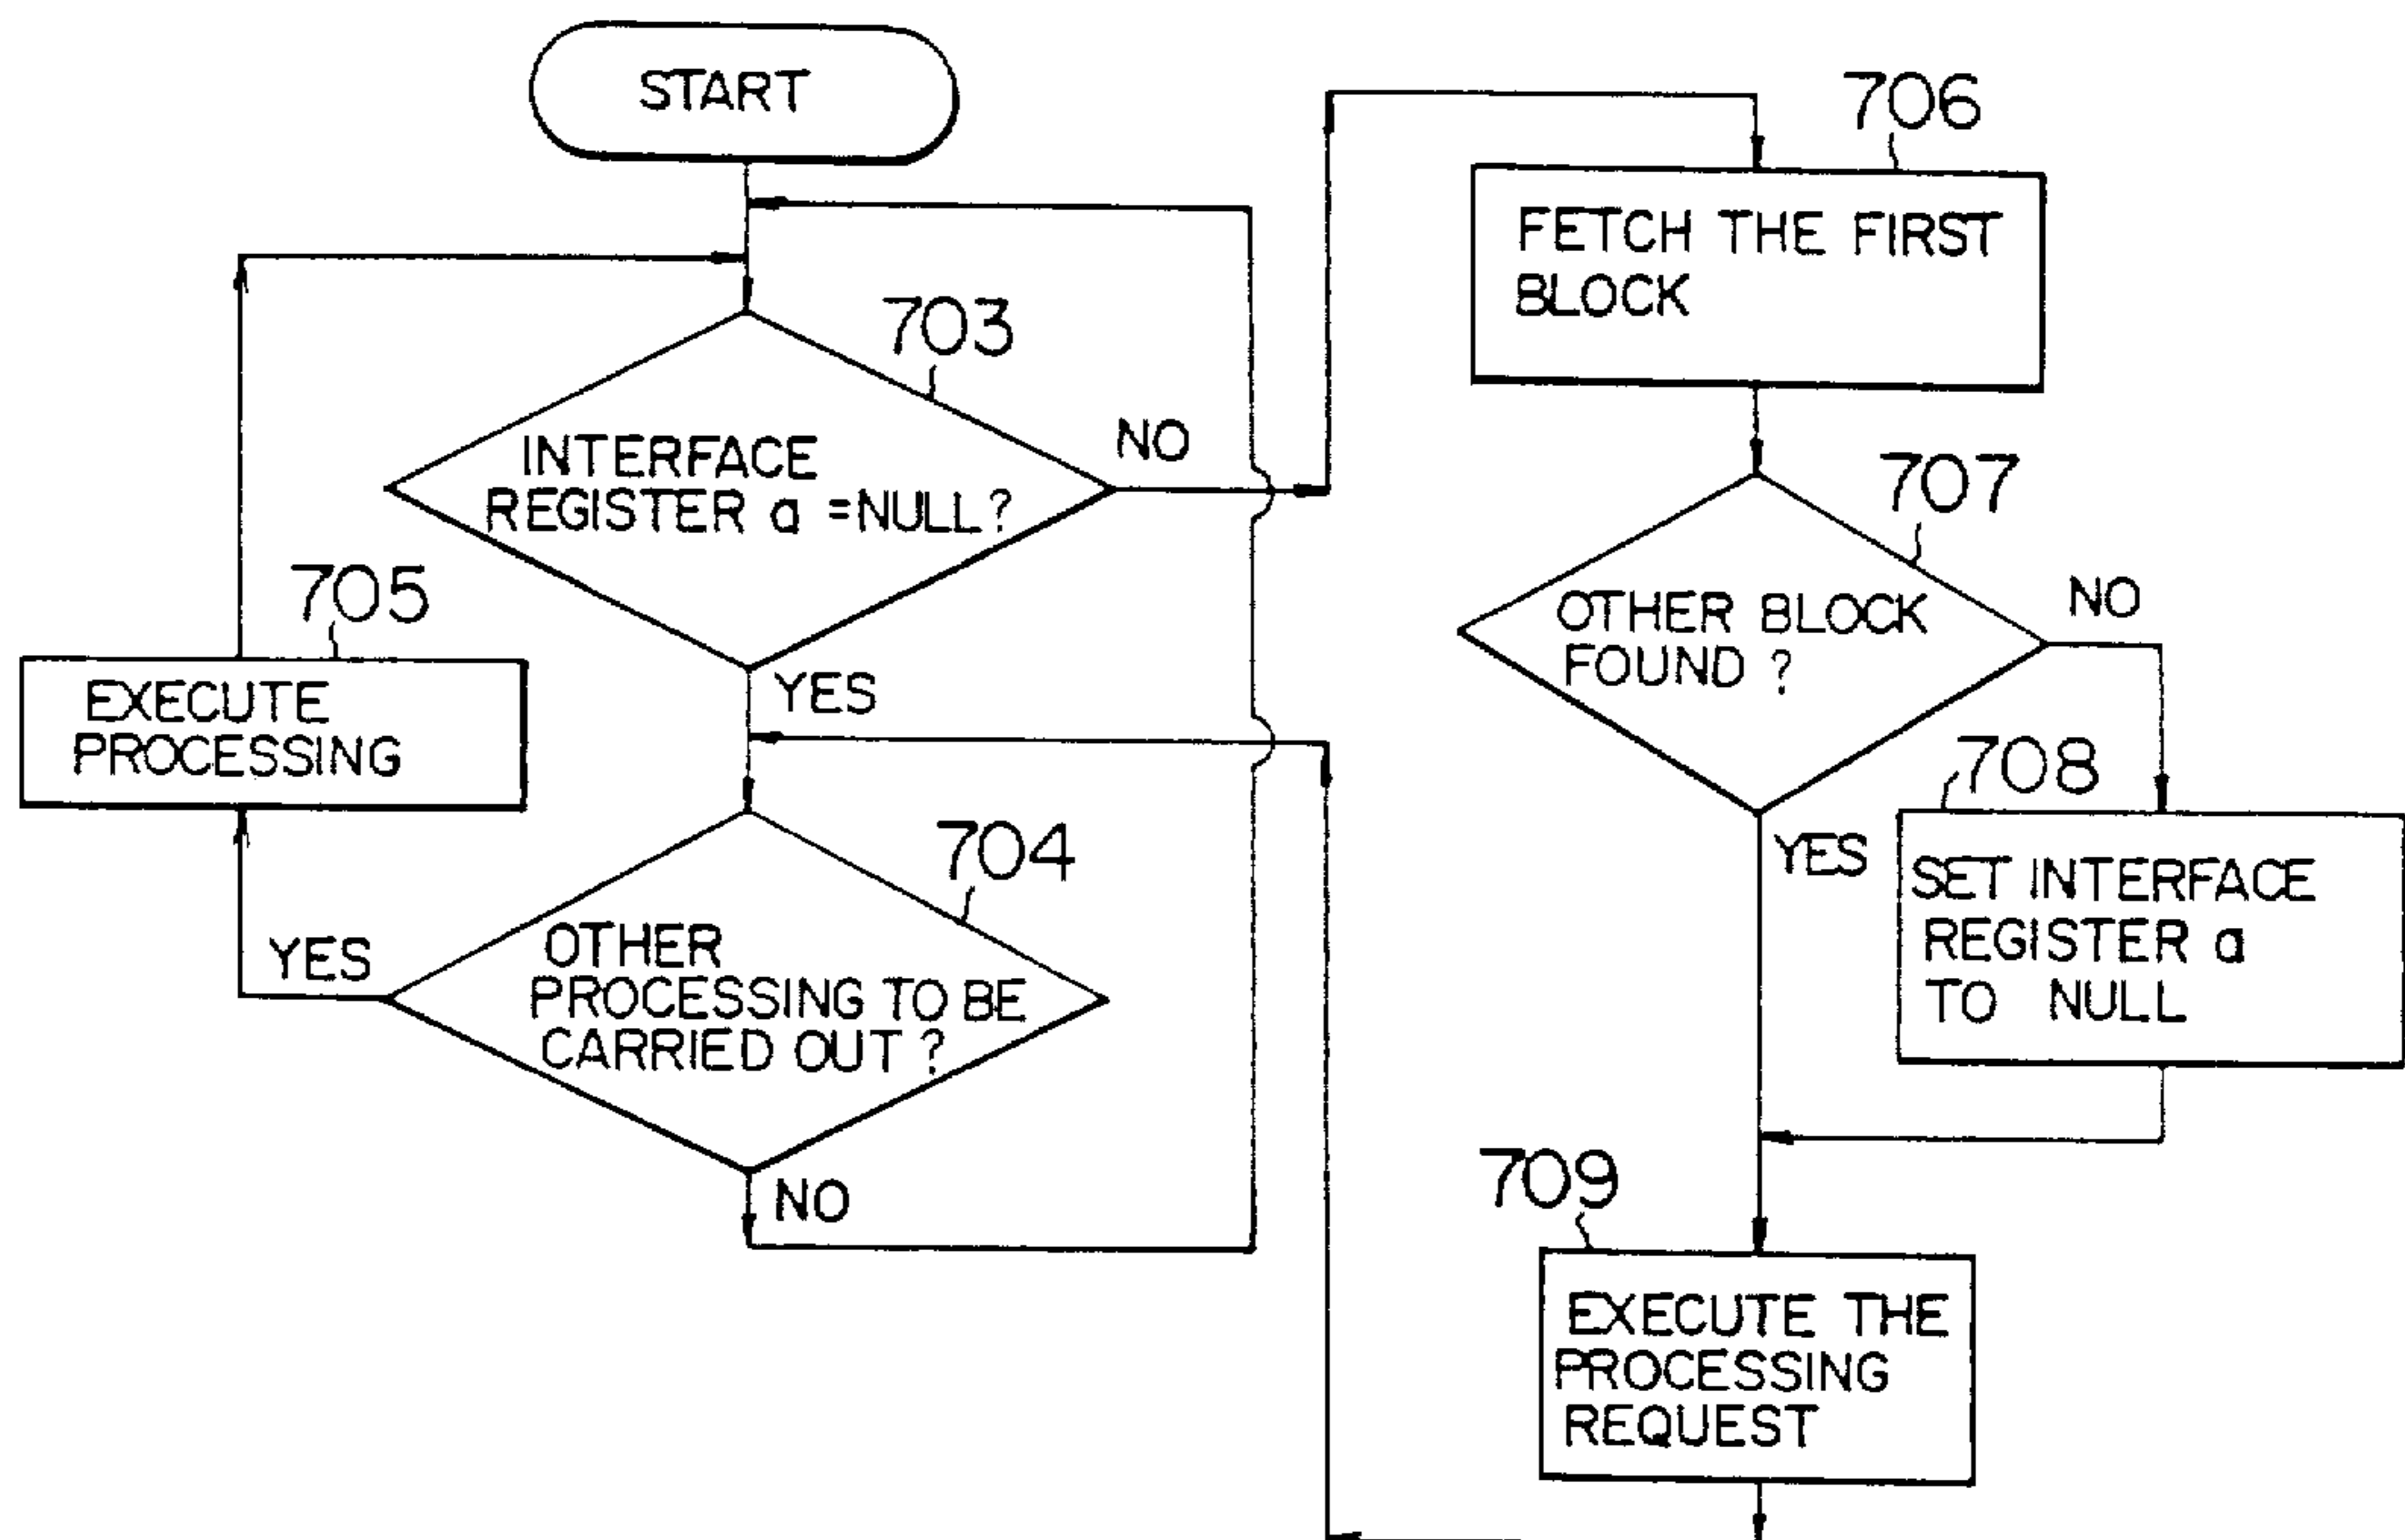 START
703
INTERFACE
REGISTER a =NULL?
NO
YES
705
EXECUTE
PROCESSING
704
OTHER
PROCESSING TO BE
CARRIED OUT?
YES
NO
706
FETCH THE FIRST
BLOCK
707
OTHER BLOCK
FOUND?
NO
YES
708
SET INTERFACE
REGISTER a
TO NULL
709
EXECUTE THE
PROCESSING
REQUEST